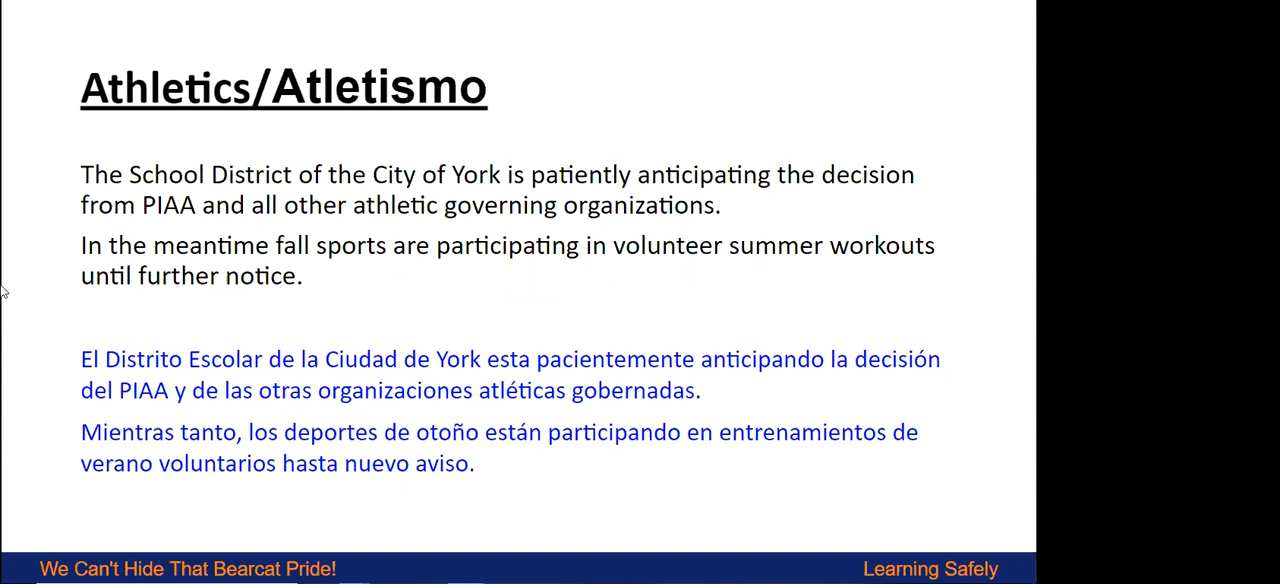 Athletics/Atletismo
The School District of the City of York is patiently anticipating the decision
from PIAA and all other athletic governing organizations.
In the meantime fall sports are participating in volunteer summer workouts
until further notice.
El Distrito Escolar de la Ciudad de York esta pacientemente anticipando la decisión
del PIAA y de las otras organizaciones atléticas gobernadas.
Mientras tanto, los deportes de otoño están participando en entrenamientos de
verano voluntarios hasta nuevo aviso.
We Can't Hide That Bearcat Pride!
Learning Safely